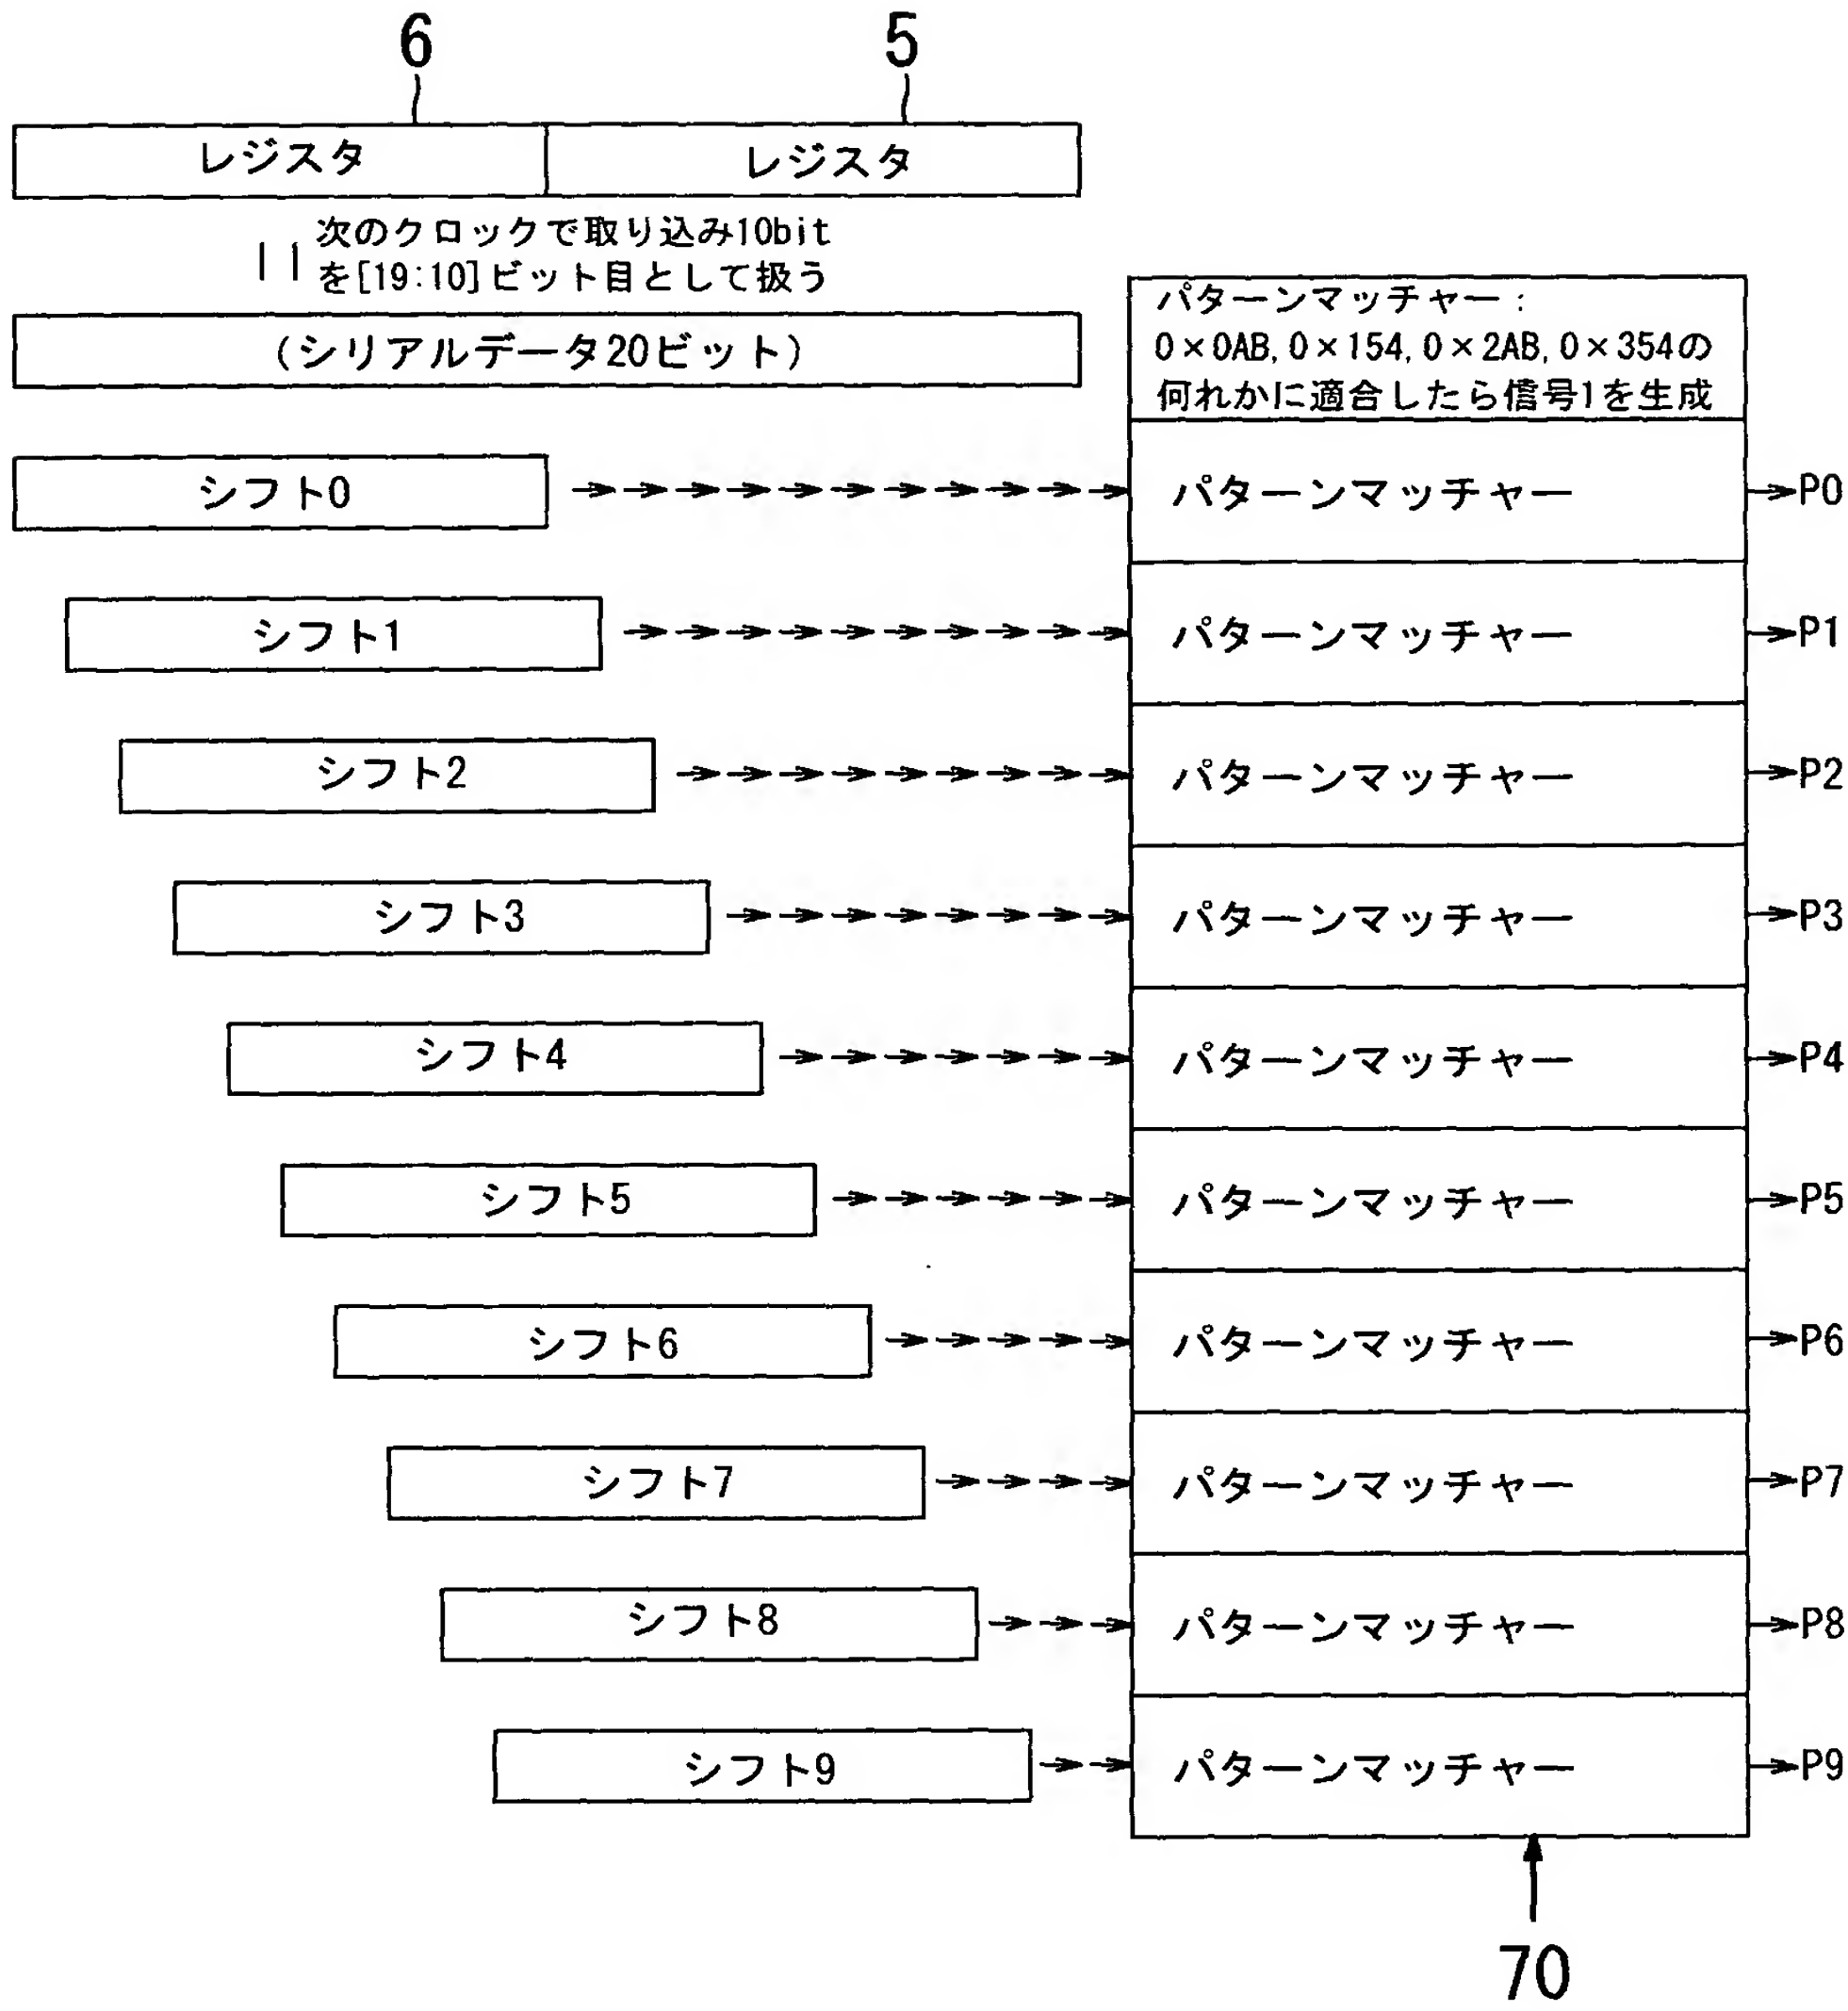 6
5
レジスタ
レジスタ
次のクロックで取り込み10bit
を[19:10]ビット目として扱う
(シリアルデータ20ビット)
パターンマッチャー:
0×0AB, 0×154, 0×2AB, 0×354の
何れかに適合したら信号1を生成
シフト0
パターンマッチャー
P0
シフト1
パターンマッチャー
P1
シフト2
パターンマッチャー
P2
シフト3
パターンマッチャー
P3
シフト4
パターンマッチャー
P4
シフト5
パターンマッチャー
P5
シフト6
パターンマッチャー
P6
シフト7
パターンマッチャー
P7
シフト8
パターンマッチャー
P8
シフト9
パターンマッチャー
P9
70